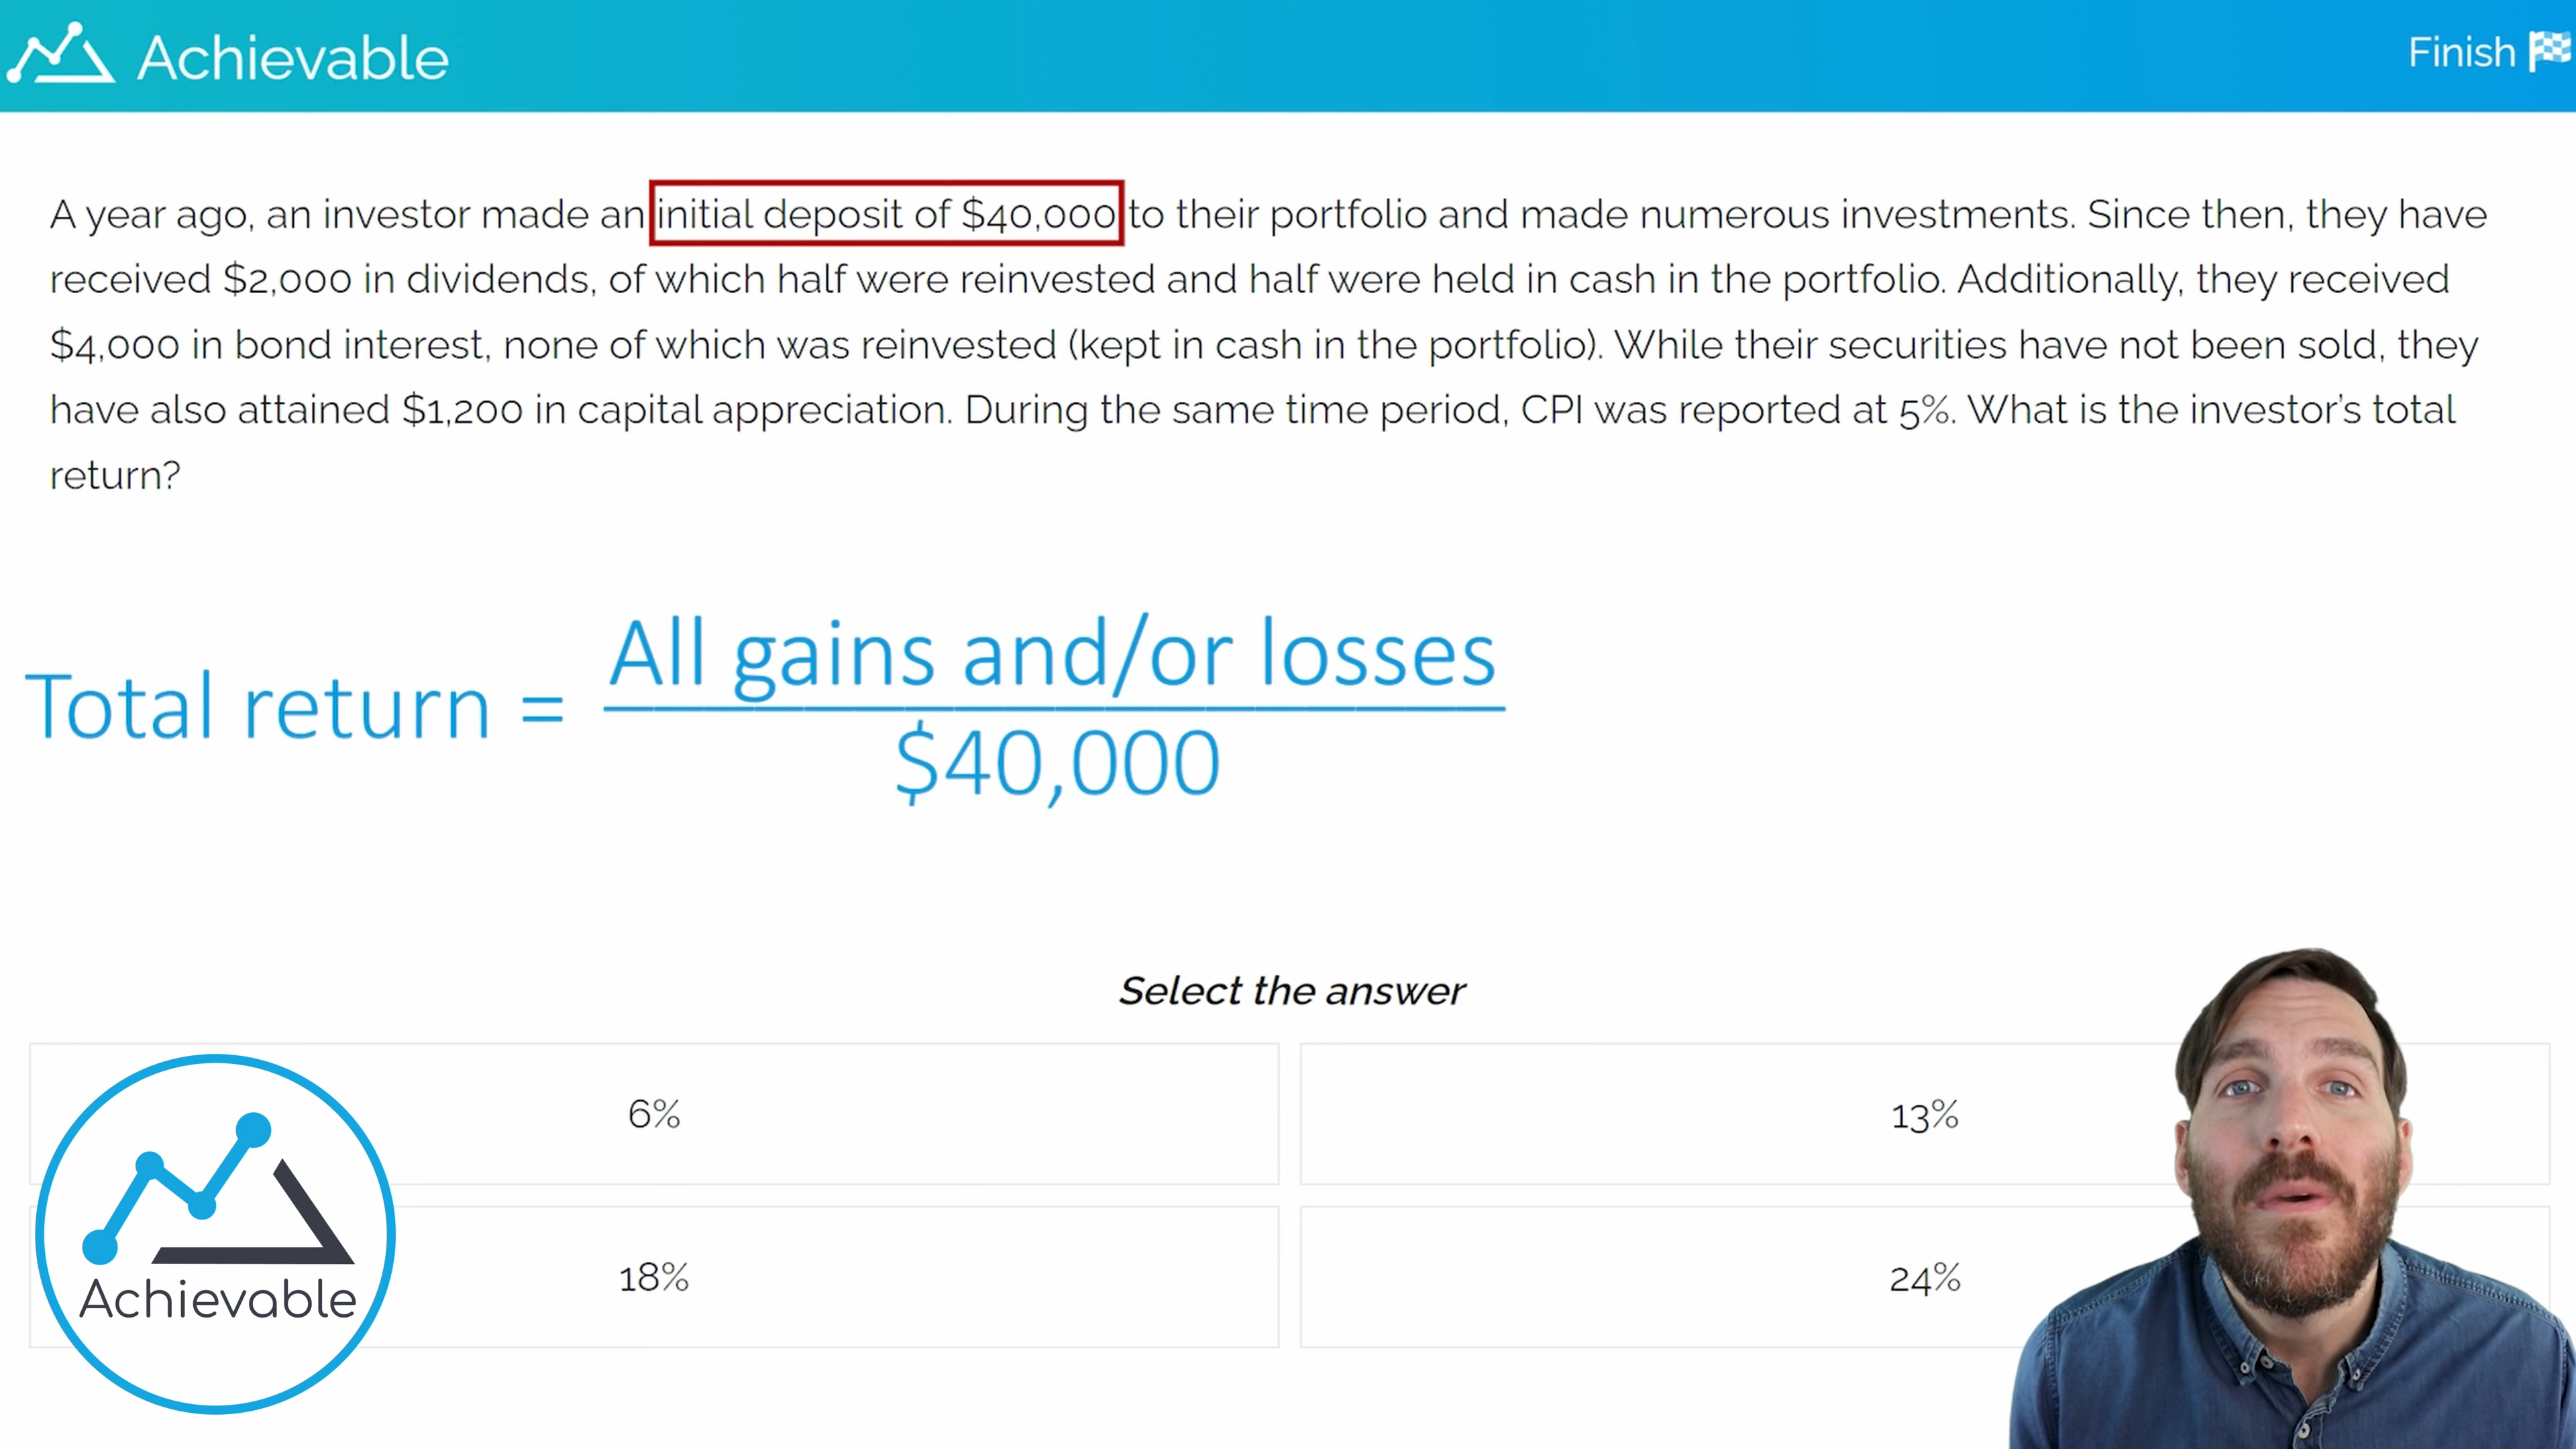 Achievable
Finish
A year ago, an investor made an initial deposit of $40,000 to their portfolio and made numerous investments. Since then, they have
received $2,000 in dividends, of which half were reinvested and half were held in cash in the portfolio. Additionally, they received
$4,000 in bond interest, none of which was reinvested (kept in cash in the portfolio). While their securities have not been sold, they
have also attained $1,200 in capital appreciation. During the same time period, CPI was reported at 5%. What is the investor's total
return?
Total return = All gains and/or losses
$40,000
Select the answer
6%
13%
18%
24%
Achievable